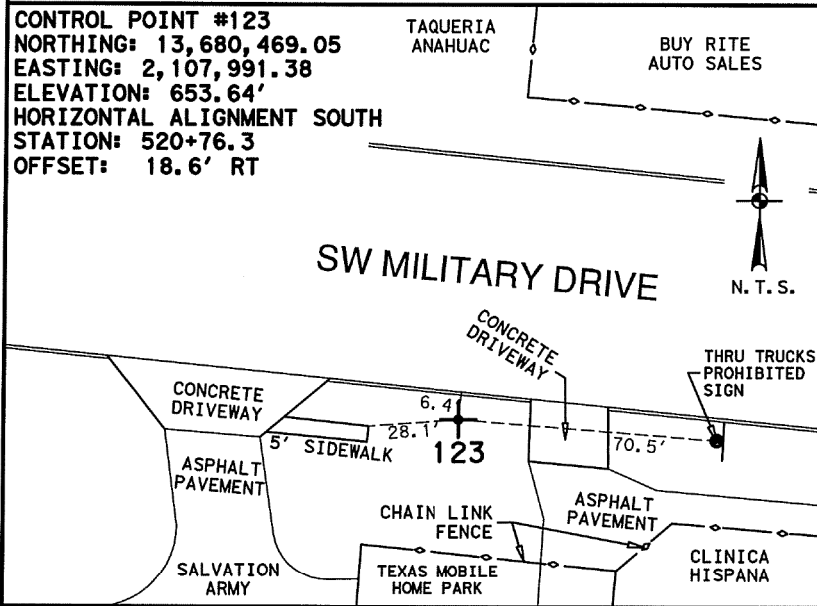 CONTROL POINT #123
NORTHING: 13,680,469.05
EASTING: 2,107,991.38
ELEVATION: 653.64'
HORIZONTAL ALIGNMENT SOUTH
STATION: 520+76.3
OFFSET: 18.6' RT
TAQUERIA
ANAHUAC
BUY RITE
AUTO SALES
N.T.S.
SW MILITARY DRIVE
CONCRETE
DRIVEWAY
THRU TRUCKS
PROHIBITED
SIGN
CONCRETE
DRIVEWAY
6.4'
28.1'
123
70.5'
5' SIDEWALK
ASPHALT
PAVEMENT
CHAIN LINK
FENCE
ASPHALT
PAVEMENT
SALVATION
ARMY
TEXAS MOBILE
HOME PARK
CLINICA
HISPANA